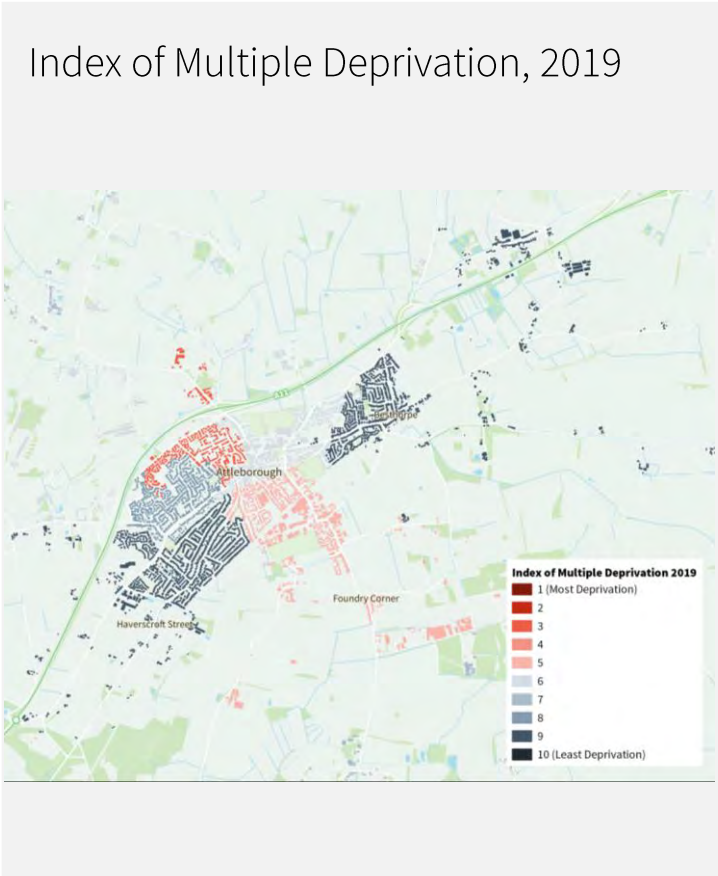 Index of Multiple Deprivation, 2019
Besthorpe
Attleborough
Foundry Corner
Haverscroft Street
Index of Multiple Deprivation 2019
1 (Most Deprivation)
2
3
4
5
6
7
8
9
10 (Least Deprivation)